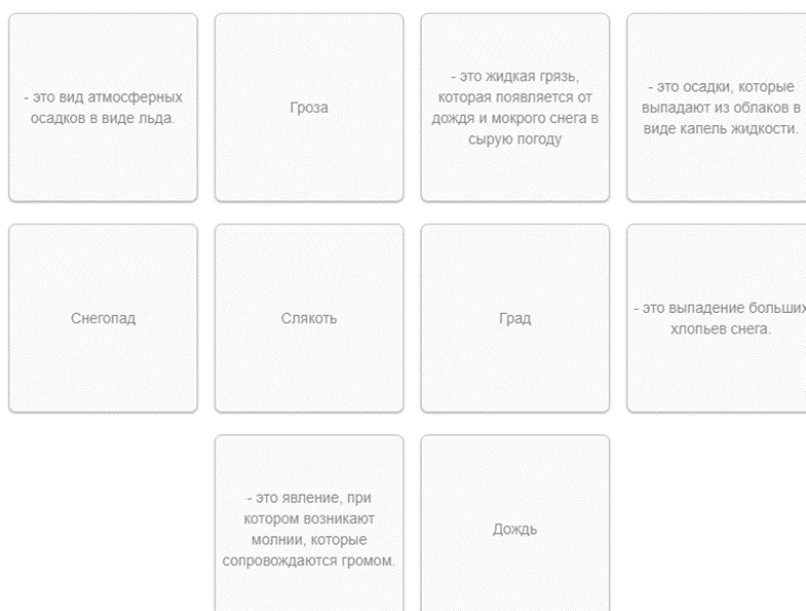 - это вид атмосферных
осадков в виде льда.
Гроза
- это жидкая грязь,
которая появляется от
дождя и мокрого снега в
сырую погоду
- это осадки, которые
выпадают из облаков в
виде капель жидкости.
Снегопад
Слякоть
Град
- это выпадение больших
хлопьев снега.
- это явление, при
котором возникают
молнии, которые
сопровождаются громом.
Дождь